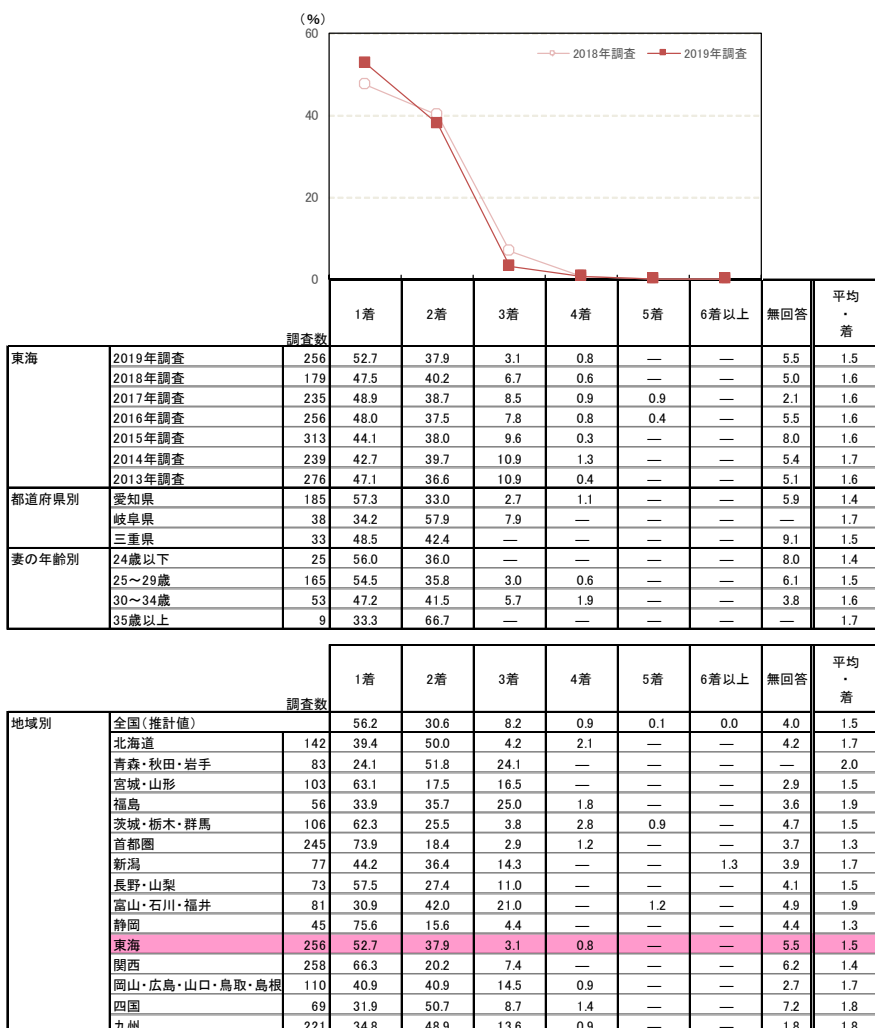 （%）
60
40
20
0
2018年調査 2019年調査
調査数 1着 2着 3着 4着 5着 6着以上 無回答 平均・着
東海 2019年調査 256 52.7 37.9 3.1 0.8 — — 5.5 1.5
2018年調査 179 47.5 40.2 6.7 0.6 — — 5.0 1.6
2017年調査 235 48.9 38.7 8.5 0.9 0.9 — 2.1 1.6
2016年調査 256 48.0 37.5 7.8 0.8 0.4 — 5.5 1.6
2015年調査 313 44.1 38.0 9.6 0.3 — — 8.0 1.6
2014年調査 239 42.7 39.7 10.9 1.3 — — 5.4 1.7
2013年調査 276 47.1 36.6 10.9 0.4 — — 5.1 1.6
都道府県別 愛知県 185 57.3 33.0 2.7 1.1 — — 5.9 1.4
岐阜県 38 34.2 57.9 7.9 — — — — 1.7
三重県 33 48.5 42.4 — — — — 9.1 1.5
妻の年齢別 24歳以下 25 56.0 36.0 — — — — 8.0 1.4
25～29歳 165 54.5 35.8 3.0 0.6 — — 6.1 1.5
30～34歳 53 47.2 41.5 5.7 1.9 — — 3.8 1.6
35歳以上 9 33.3 66.7 — — — — — 1.7
調査数 1着 2着 3着 4着 5着 6着以上 無回答 平均・着
地域別 全国（推計値） 56.2 30.6 8.2 0.9 0.1 0.0 4.0 1.5
北海道 142 39.4 50.0 4.2 2.1 — — 4.2 1.7
青森・秋田・岩手 83 24.1 51.8 24.1 — — — — 2.0
宮城・山形 103 63.1 17.5 16.5 — — — 2.9 1.5
福島 56 33.9 35.7 25.0 1.8 — — 3.6 1.9
茨城・栃木・群馬 106 62.3 25.5 3.8 2.8 0.9 — 4.7 1.5
首都圏 245 73.9 18.4 2.9 1.2 — — 3.7 1.3
新潟 77 44.2 36.4 14.3 — — 1.3 3.9 1.7
長野・山梨 73 57.5 27.4 11.0 — — — 4.1 1.5
富山・石川・福井 81 30.9 42.0 21.0 — 1.2 — 4.9 1.9
静岡 45 75.6 15.6 4.4 — — — 4.4 1.3
東海 256 52.7 37.9 3.1 0.8 — — 5.5 1.5
関西 258 66.3 20.2 7.4 — — — 6.2 1.4
岡山・広島・山口・鳥取・島根 110 40.9 40.9 14.5 0.9 — — 2.7 1.7
四国 69 31.9 50.7 8.7 1.4 — — 7.2 1.8
九州 221 34.8 48.9 13.6 0.9 — — 1.8 1.8